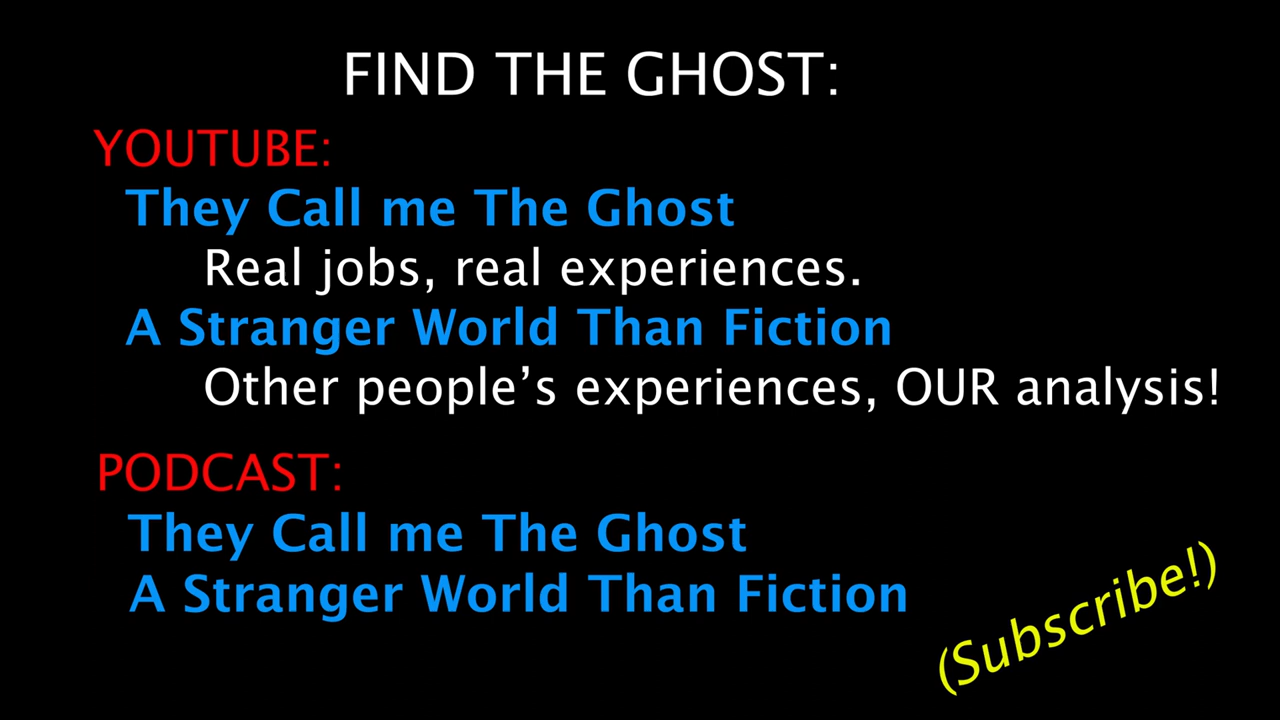 FIND THE GHOST:
YOUTUBE:
They Call me The Ghost
Real jobs, real experiences.
A Stranger World Than Fiction
Other people’s experiences, OUR analysis!
PODCAST:
They Call me The Ghost
A Stranger World Than Fiction
(Subscribe!)